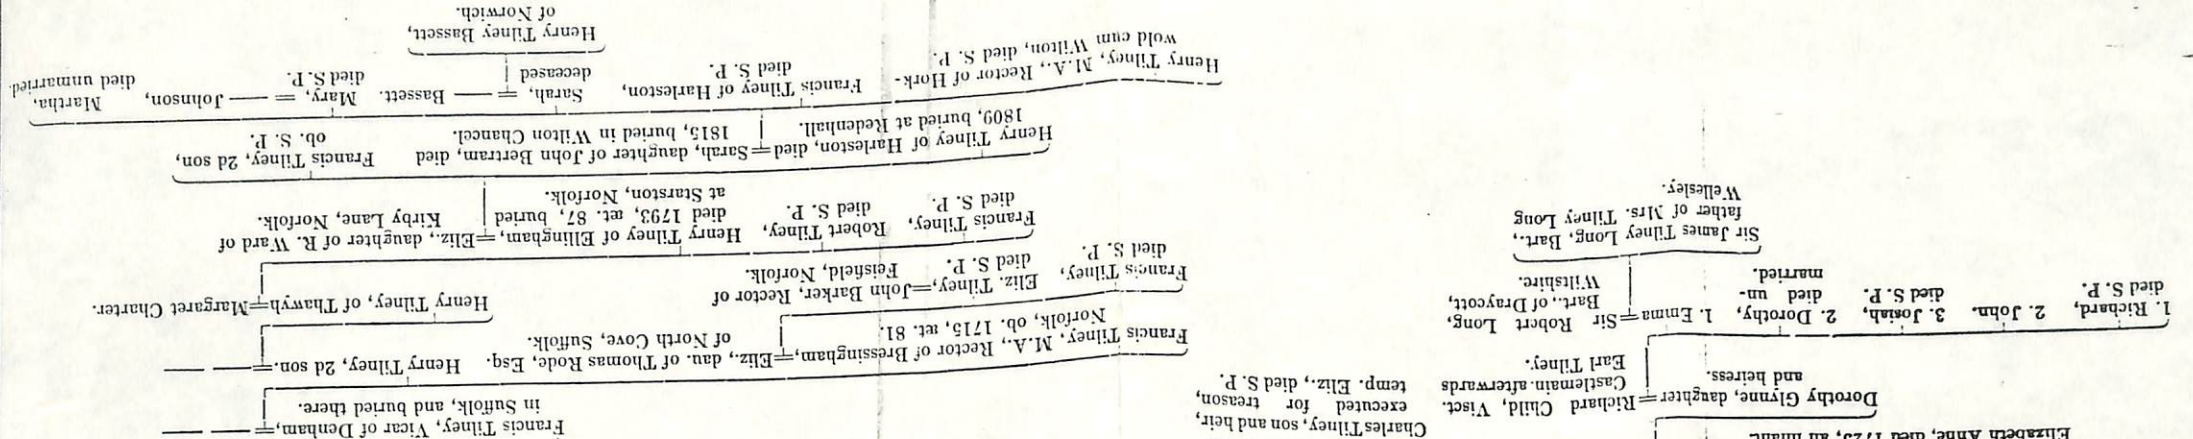 Elizabeth Anne, died 1725, an infant.
Dorothy Glynne, daughter
and heiress.
Richard Child, Visct.
Castlemain afterwards
Earl Tilney.
Charles Tilney, son and heir,
executed for treason,
temp. Eliz., died S. P.
1. Richard,
died S. P.
2. John.
3. Josiah,
died S. P.
2. Dorothy,
died un-
married.
1. Emma
Sir Robert Long,
Bart., of Draycott,
Wiltshire.
Sir James Tilney Long, Bart.,
father of Mrs. Tilney Long
Wellesley.
Francis Tilney, Vicar of Denham,
in Suffolk, and buried there.
Francis Tilney, M.A., Rector of Bressingham,
Norfolk, ob. 1715, æt. 81.
Eliz., dau. of Thomas Rode, Esq.
of North Cove, Suffolk.
Henry Tilney, 2d son.
Francis Tilney,
died S. P.
Eliz. Tilney,
died S. P.
John Barker, Rector of
Feisfield, Norfolk.
Henry Tilney, of Thawyh
Margaret Charter.
Francis Tilney,
died S. P.
Robert Tilney,
died S. P.
Henry Tilney of Ellingham,
died 1793, æt. 87, buried
at Starston, Norfolk.
Eliz., daughter of R. Ward of
Kirby Lane, Norfolk.
Henry Tilney of Harleston, died
1809, buried at Redenhall.
Sarah, daughter of John Bertram, died
1815, buried in Wilton Chancel.
Francis Tilney, 2d son,
ob. S. P.
Henry Tilney, M.A., Rector of Hork-
wold cum Wilton, died S. P.
Francis Tilney of Harleston,
died S. P.
Sarah,
deceased
Bassett.
Mary,
died S. P.
Johnson,
Martha,
died unmarried.
Henry Tilney Bassett,
of Norwich.